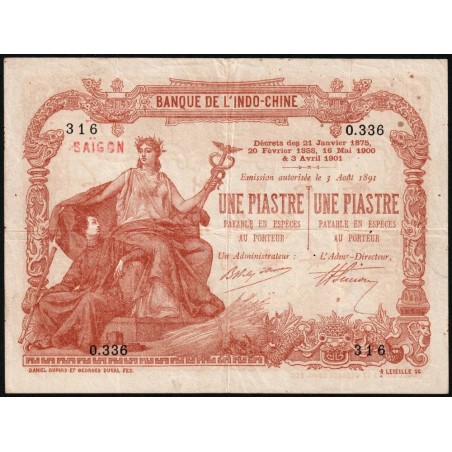 BANQUE DE L'INDO-CHINE
316
0.336
SAIGON
Décrets des 21 Janvier 1875,
20 Février 1888, 16 Mai 1900
& 3 Avril 1901
Emission autorisée le 3 Août 1891
UNE PIASTRE UNE PIASTRE
PAYABLE EN ESPÈCES PAYABLE EN ESPÈCES
AU PORTEUR AU PORTEUR
Un Administrateur : L'Admr-Directeur.
0.336
316
DANIEL DUPUIS ET GEORGES DUVAL FEC.